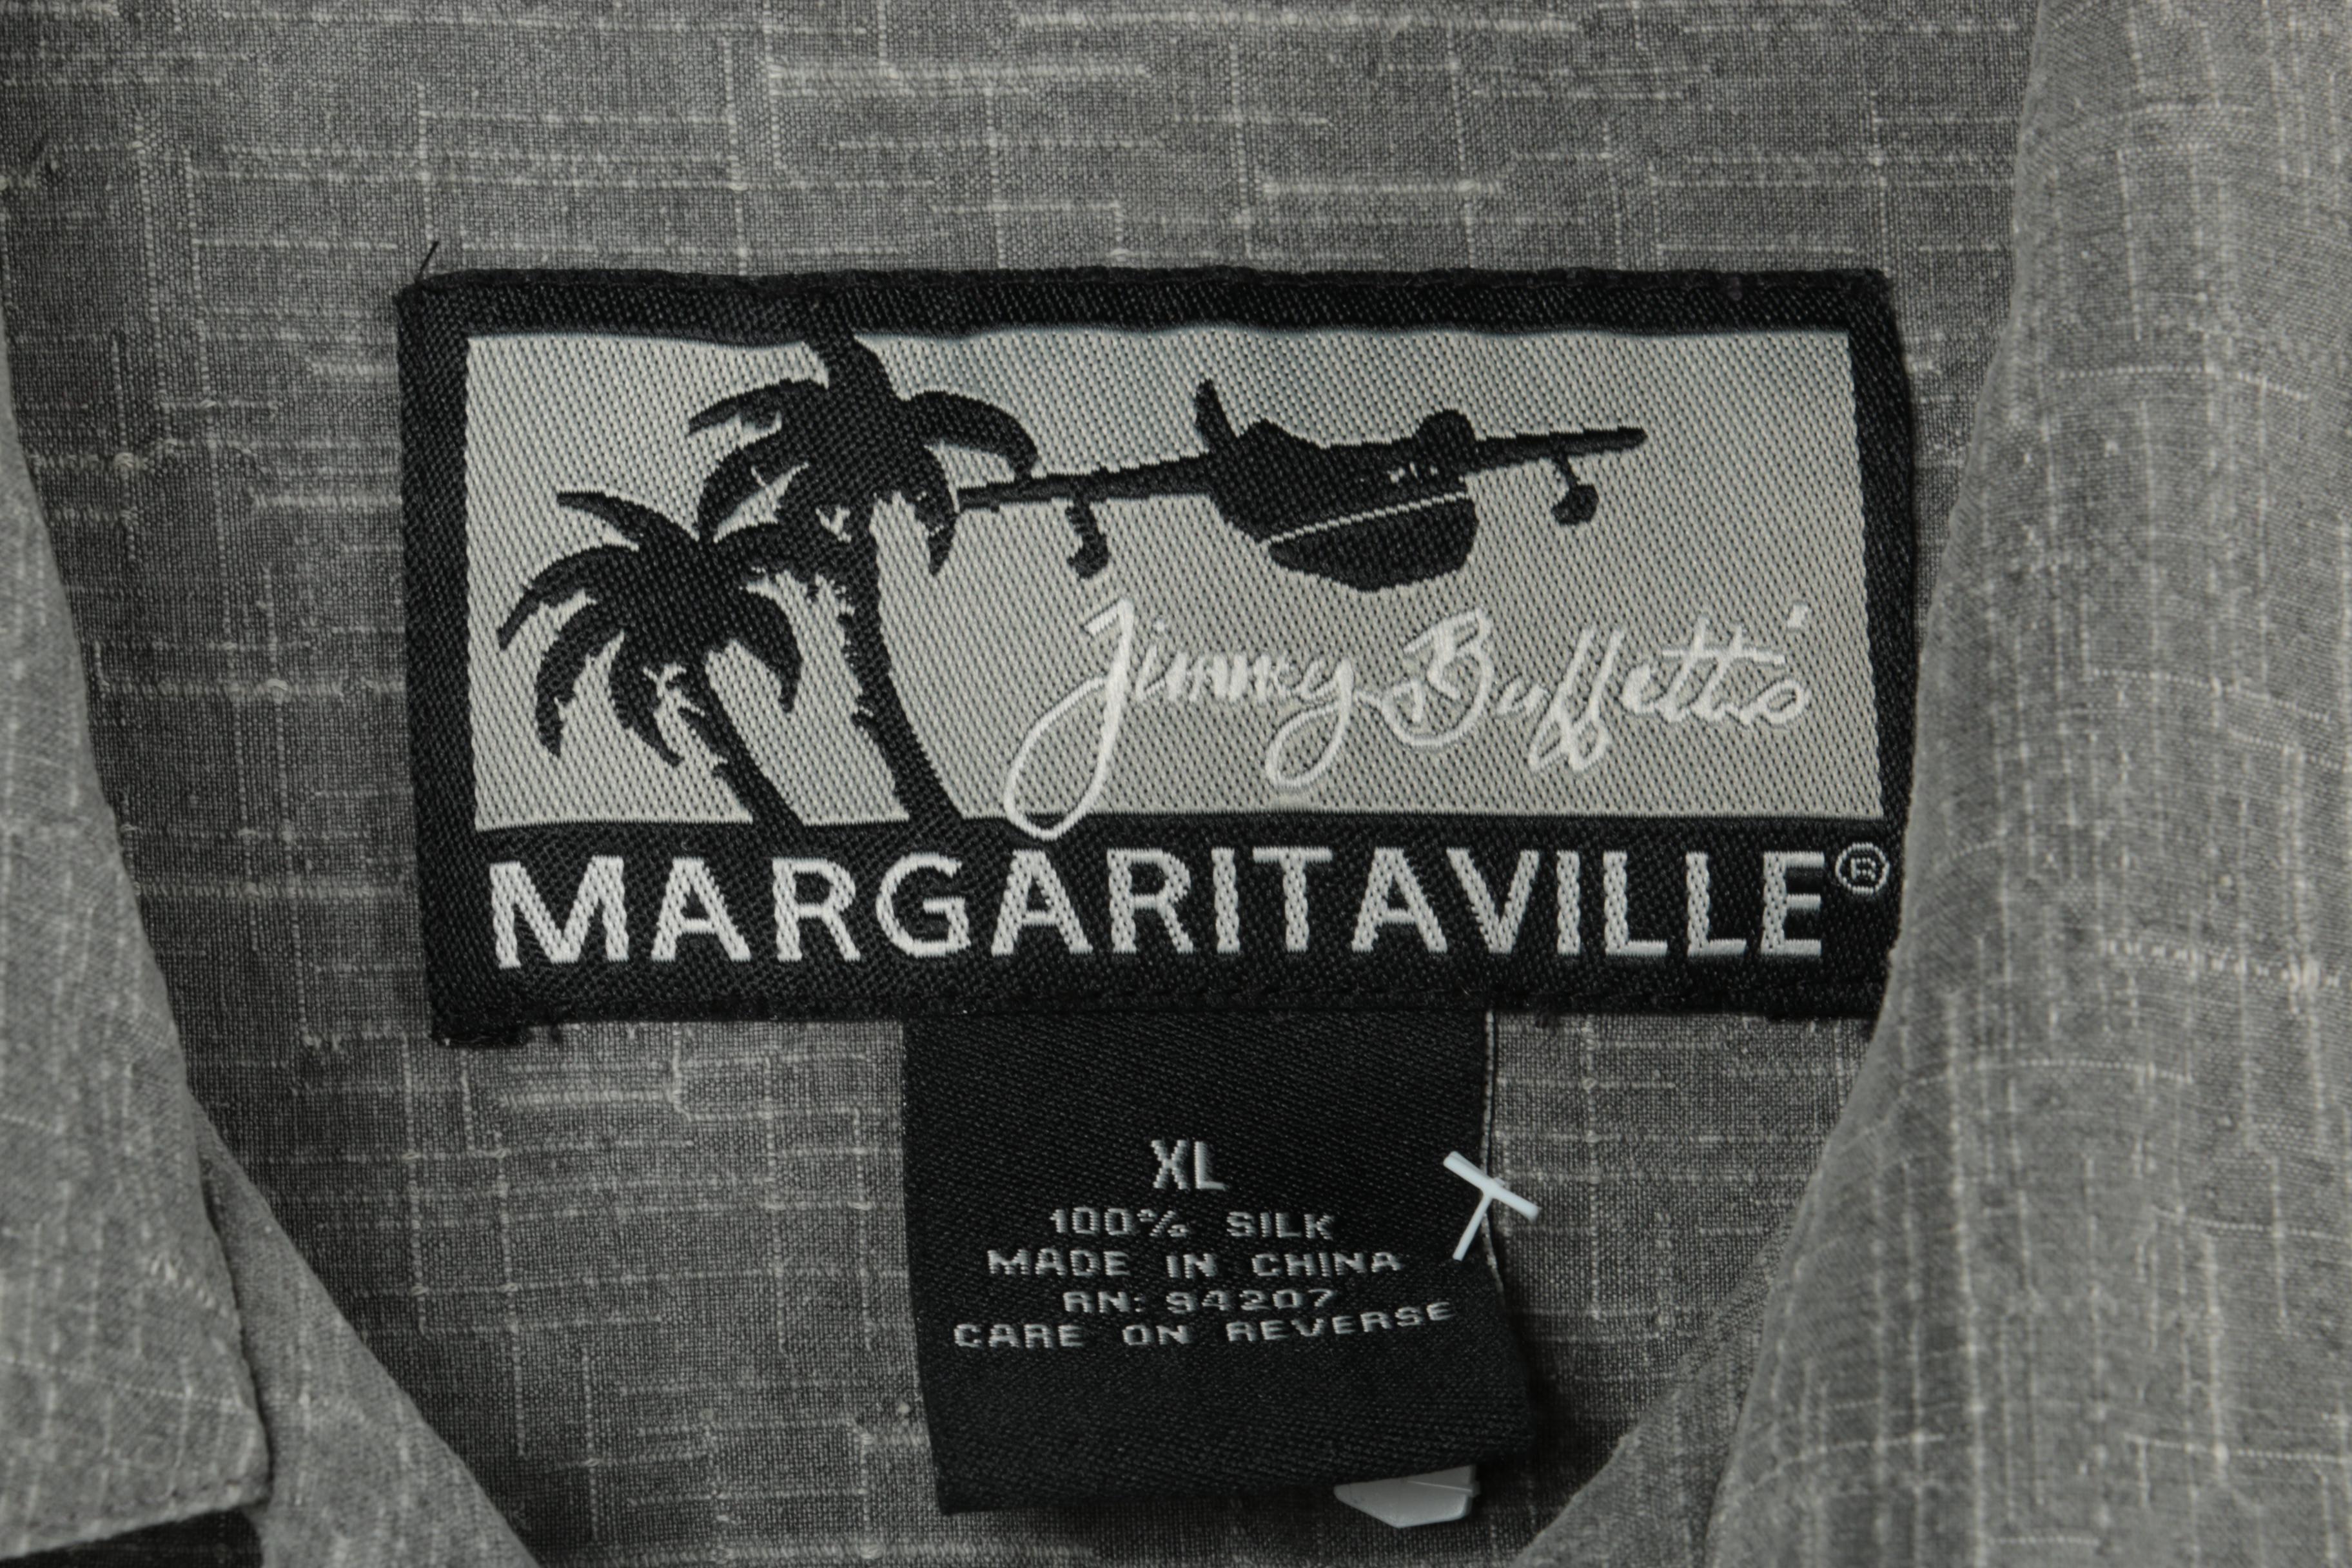 Jimmy Buffett's
MARGARITAVILLE®
XL
100% SILK
MADE IN CHINA
RN: 94207
CARE ON REVERSE